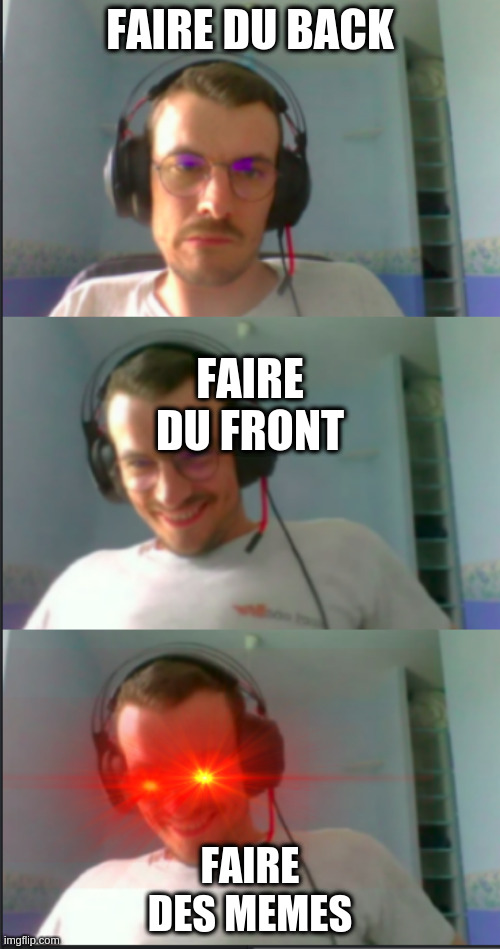 FAIRE DU BACK
FAIRE
DU FRONT
FAIRE
DES MEMES
imgflip.com